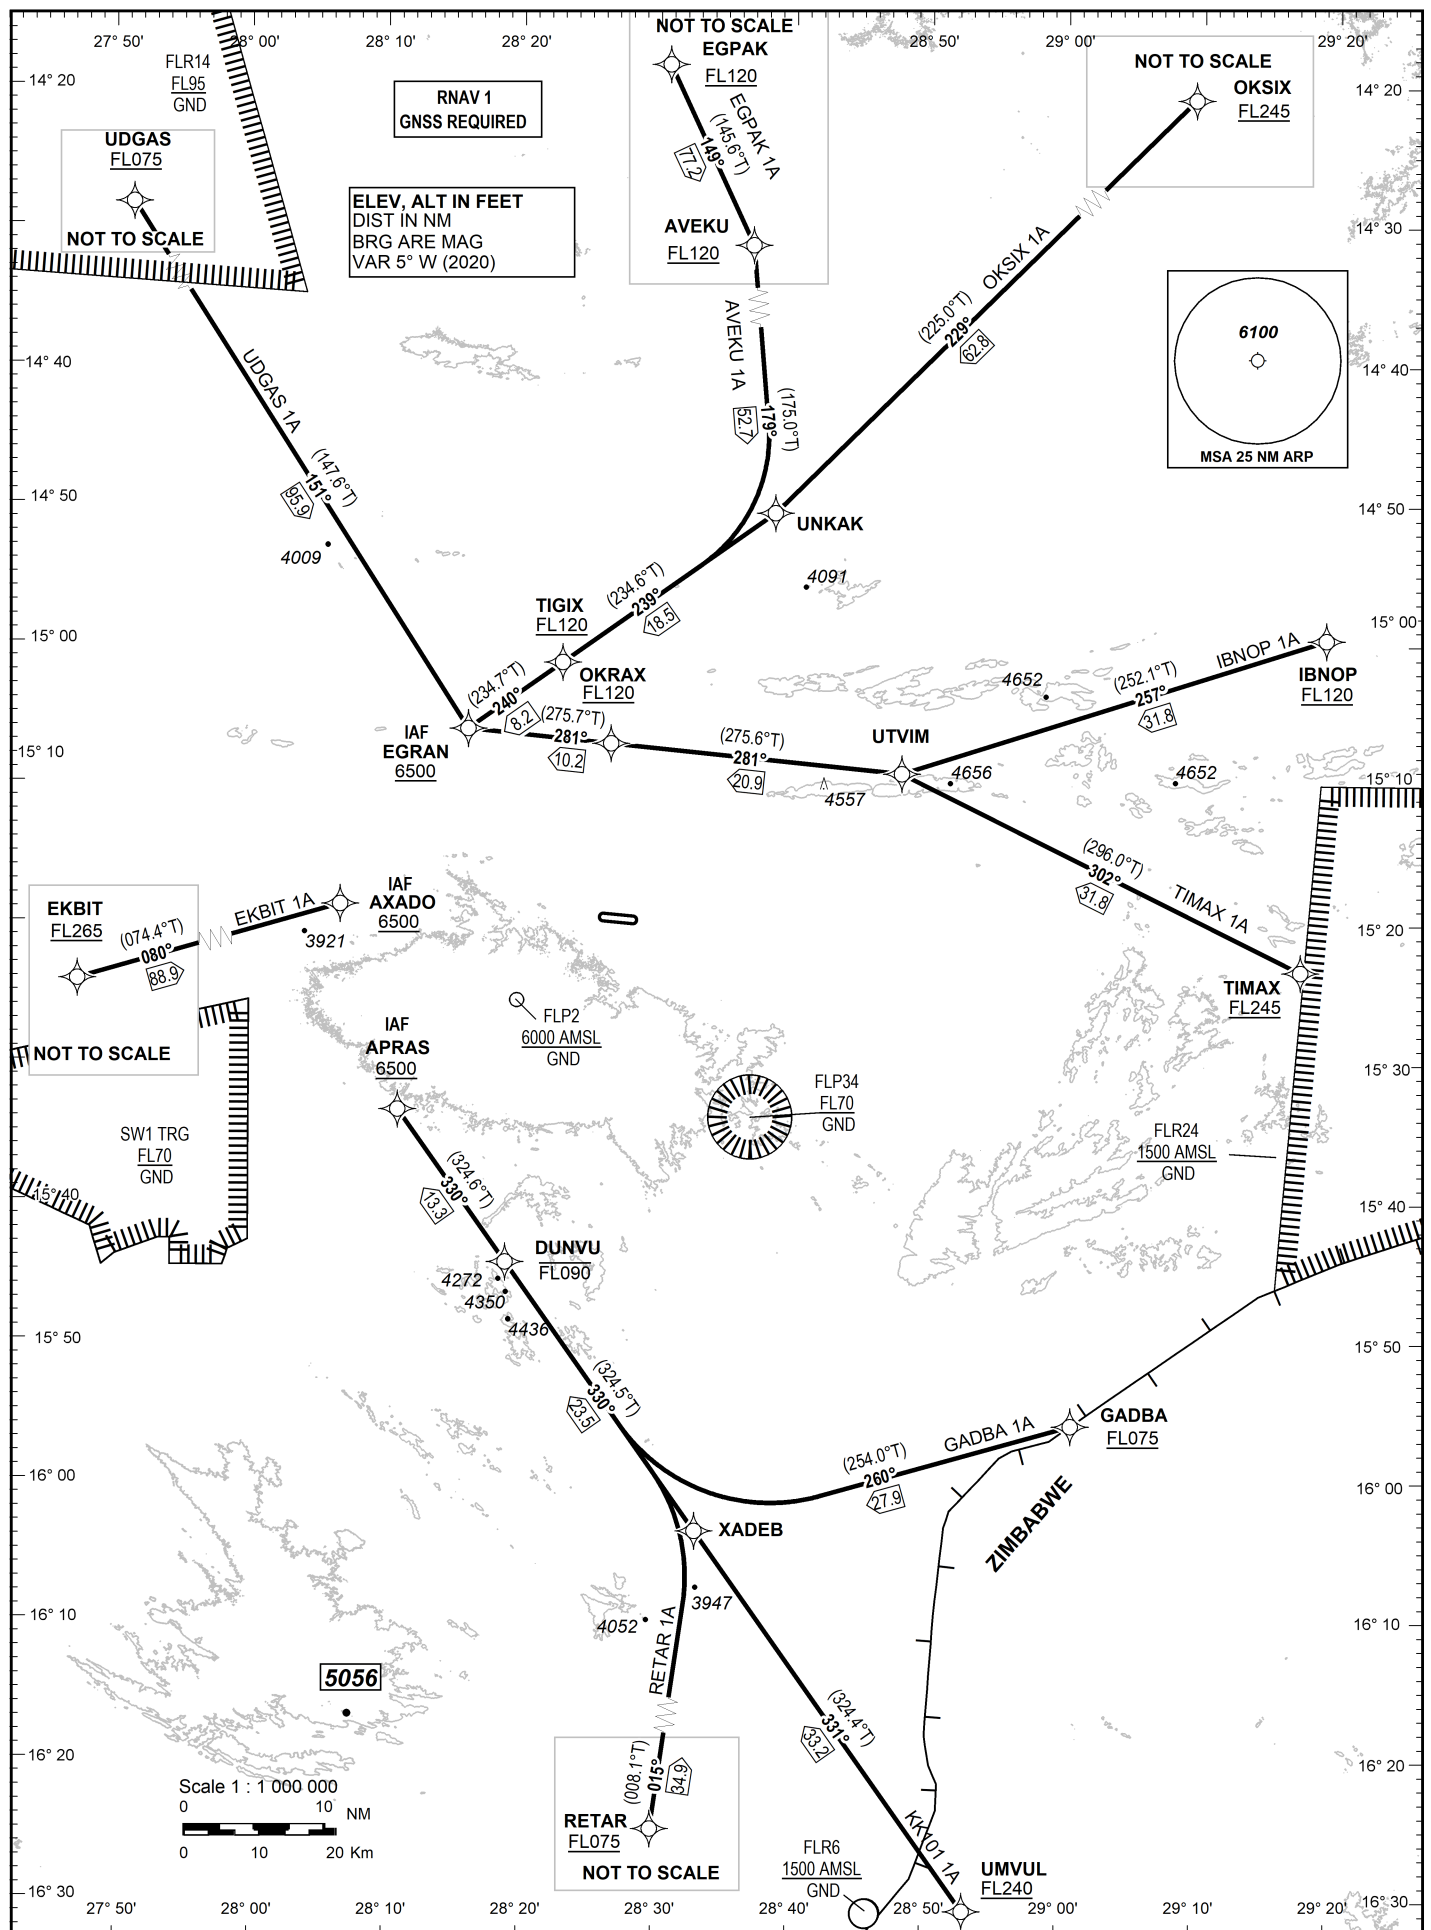 NOT TO SCALE
27° 50'
28° 00'
28° 10'
28° 20'
28° 50'
29° 00'
29° 20'
EGPAK
FL120
FLR14
FL95
GND
NOT TO SCALE
OKSIX
FL245
14° 20
14° 20
RNAV 1
GNSS REQUIRED
EGPAK 1A
(145.6°T)
149°
77.2
UDGAS
FL075
NOT TO SCALE
ELEV, ALT IN FEET
DIST IN NM
BRG ARE MAG
VAR 5° W (2020)
AVEKU
FL120
14° 30
OKSIX 1A
(225.0°T)
229°
62.8
6100
MSA 25 NM ARP
AVEKU 1A
(175.0°T)
179°
52.7
14° 40
14° 40
UDGAS 1A
(147.6°T)
151°
95.9
14° 50
14° 50
UNKAK
4009
4091
(234.6°T)
239°
18.5
TIGIX
FL120
15° 00
15° 00
OKRAX
FL120
(234.7°T)
240°
8.2
(275.7°T)
281°
10.2
IAF
EGRAN
6500
(275.6°T)
281°
20.9
UTVIM
4652
(252.1°T)
257°
31.8
IBNOP 1A
IBNOP
FL120
15° 10
4557
4656
4652
15° 10
(296.0°T)
302°
31.8
TIMAX 1A
IAF
AXADO
6500
EKBIT
FL265
(074.4°T)
080°
88.9
EKBIT 1A
3921
15° 20
TIMAX
FL245
NOT TO SCALE
IAF
APRAS
6500
FLP2
6000 AMSL
GND
FLP34
FL70
GND
15° 30
SW1 TRG
FL70
GND
FLR24
1500 AMSL
GND
(324.6°T)
330°
13.3
15° 40
15° 40
DUNVU
FL090
4272
4350
4436
15° 50
15° 50
(324.5°T)
330°
23.5
GADBA
FL075
GADBA 1A
(254.0°T)
260°
27.9
16° 00
16° 00
XADEB
ZIMBABWE
3947
4052
16° 10
16° 10
RETAR 1A
5056
(324.4°T)
331°
33.2
16° 20
16° 20
Scale 1 : 1 000 000
0
10
NM
0
10
20 Km
(008.1°T)
015°
34.9
RETAR
FL075
NOT TO SCALE
KK101 1A
FLR6
1500 AMSL
GND
UMVUL
FL240
16° 30
16° 30
27° 50'
28° 00'
28° 10'
28° 20'
28° 30'
28° 40'
28° 50'
29° 00'
29° 10'
29° 20'